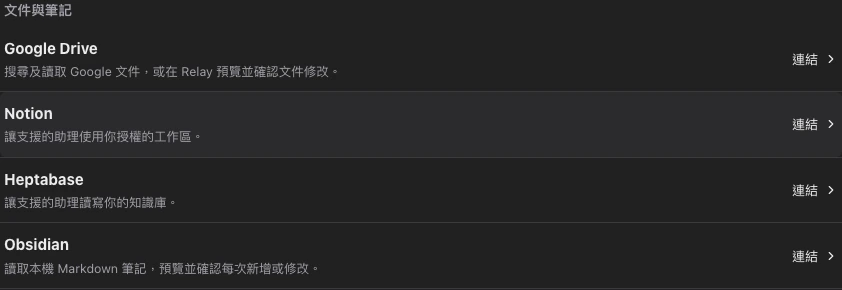 文件與筆記
Google Drive
搜尋及讀取 Google 文件，或在 Relay 預覽並確認文件修改。
連結
Notion
讓支援的助理使用你授權的工作區。
連結
Heptabase
讓支援的助理讀寫你的知識庫。
連結
Obsidian
讀取本機 Markdown 筆記，預覽並確認每次新增或修改。
連結